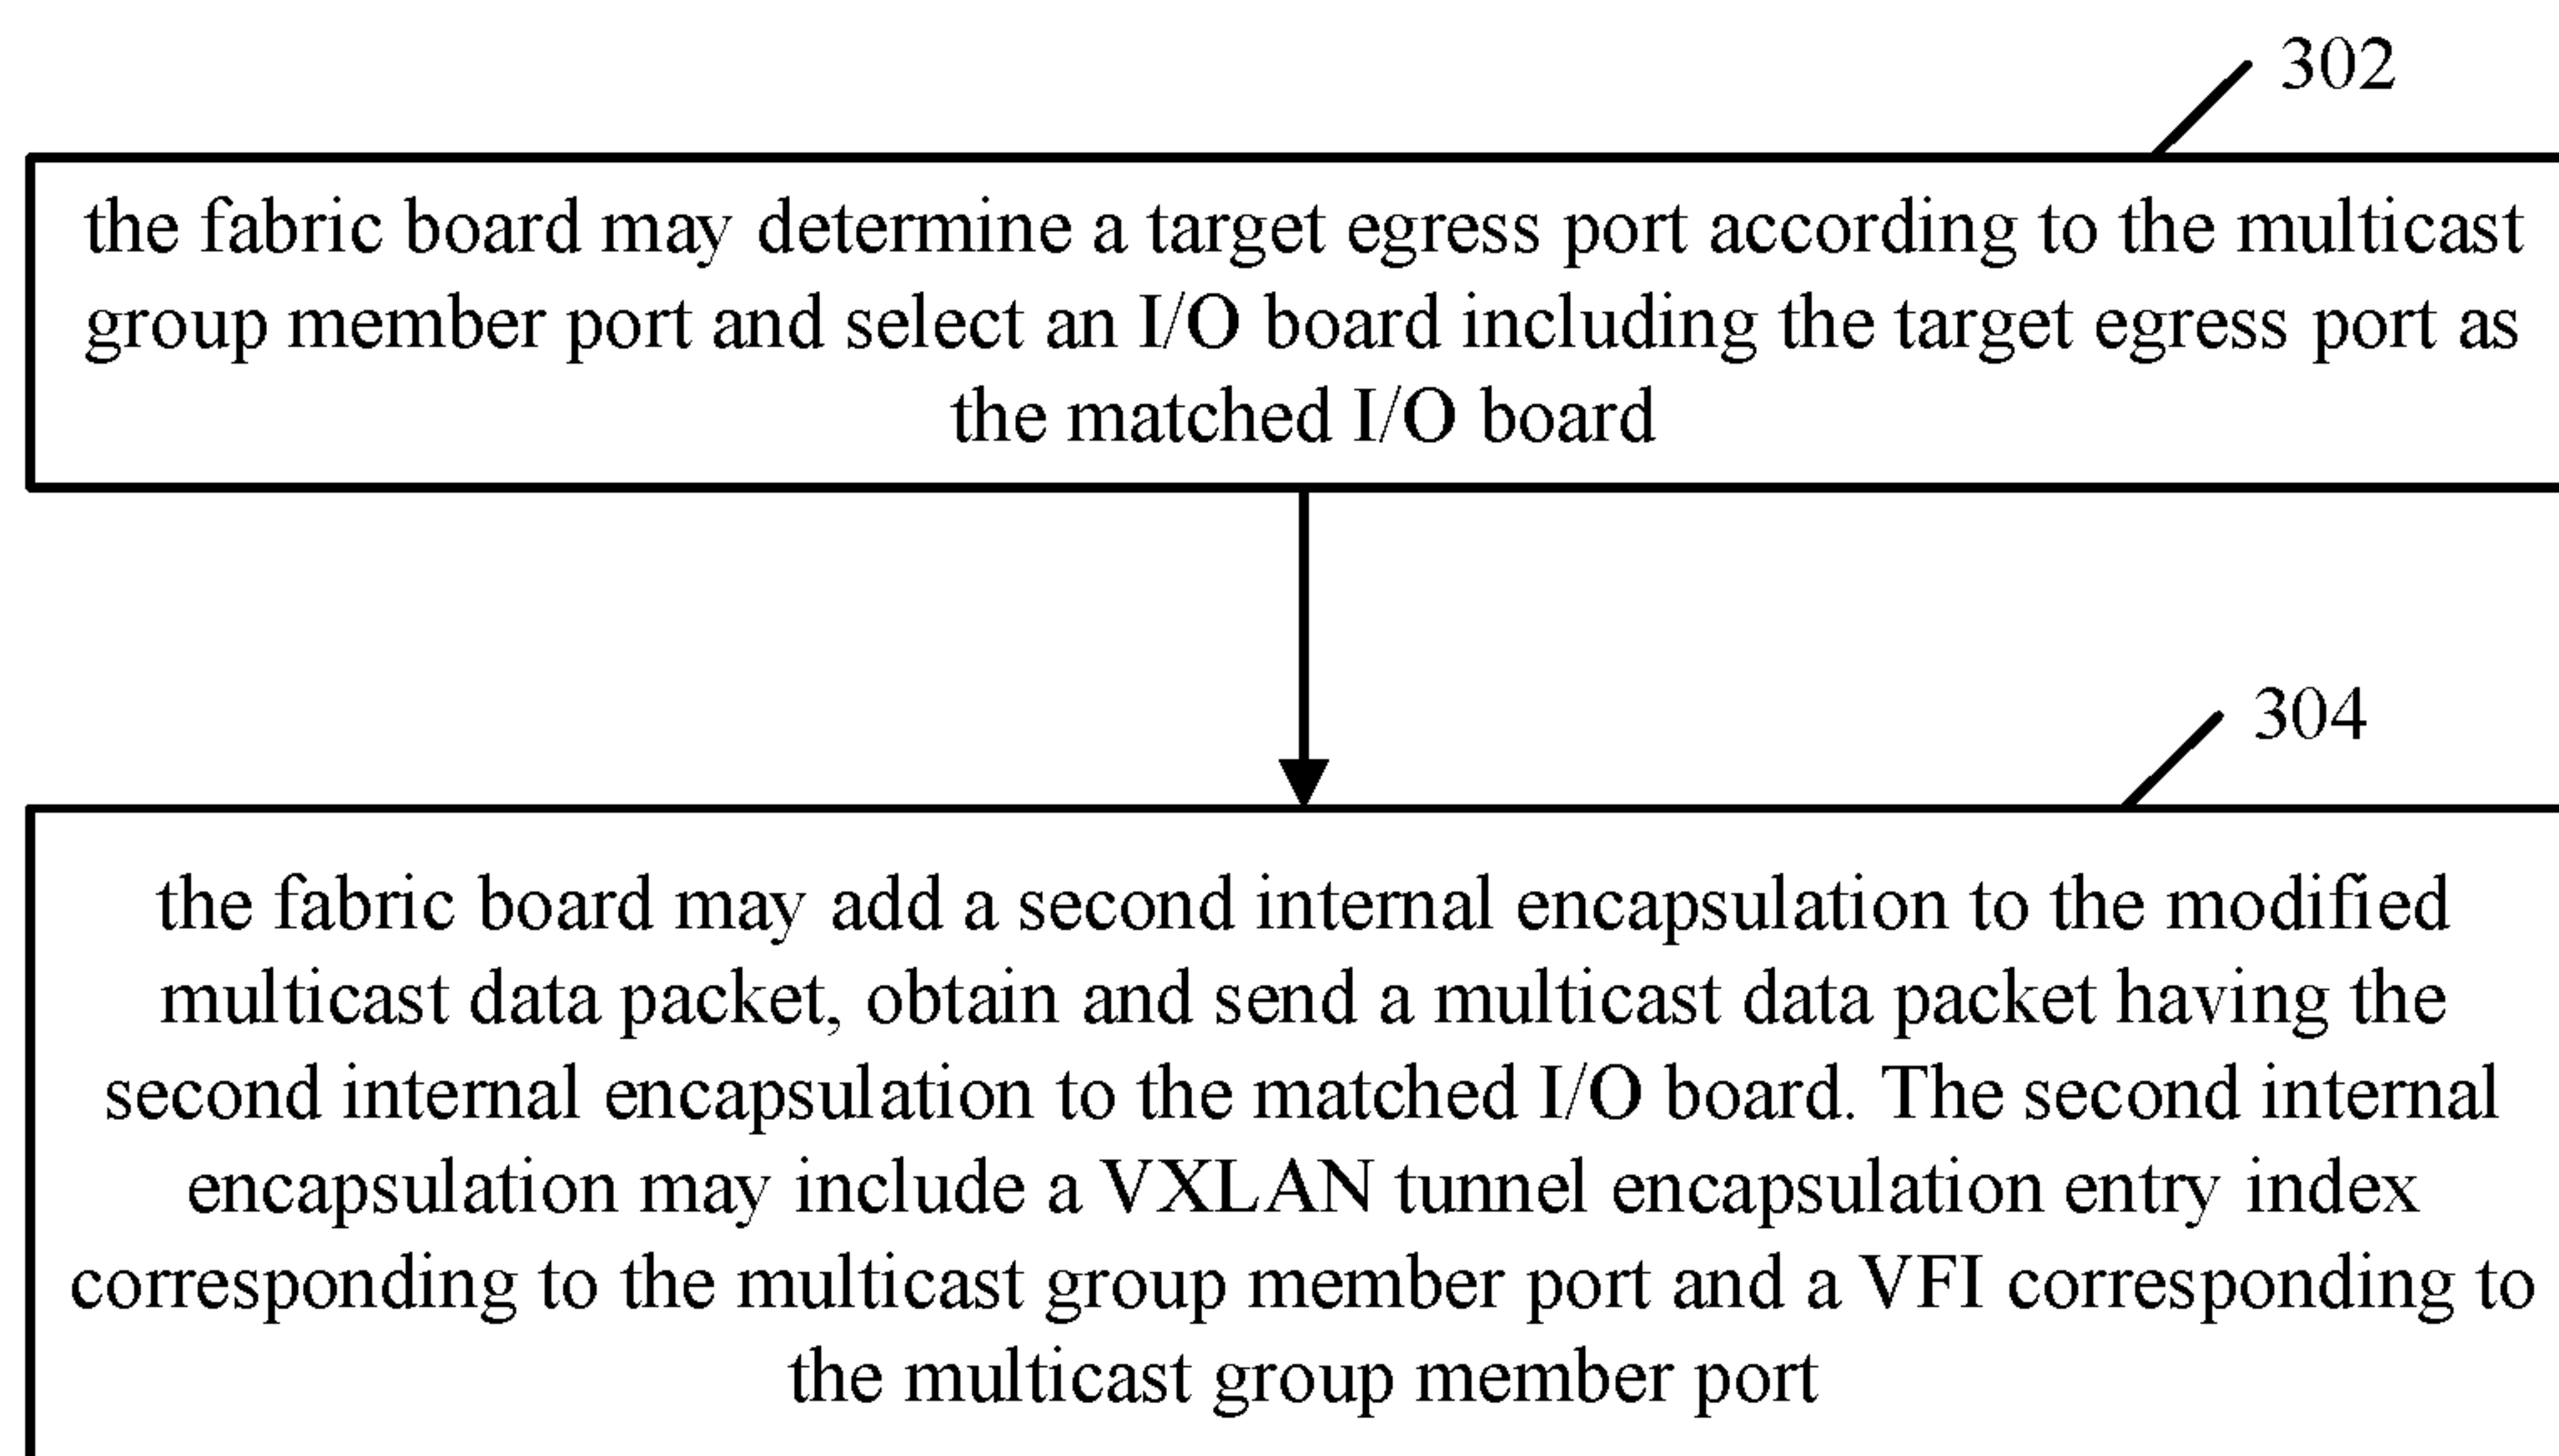 302
the fabric board may determine a target egress port according to the multicast
group member port and select an I/O board including the target egress port as
the matched I/O board
304
the fabric board may add a second internal encapsulation to the modified
multicast data packet, obtain and send a multicast data packet having the
second internal encapsulation to the matched I/O board. The second internal
encapsulation may include a VXLAN tunnel encapsulation entry index
corresponding to the multicast group member port and a VFI corresponding to
the multicast group member port